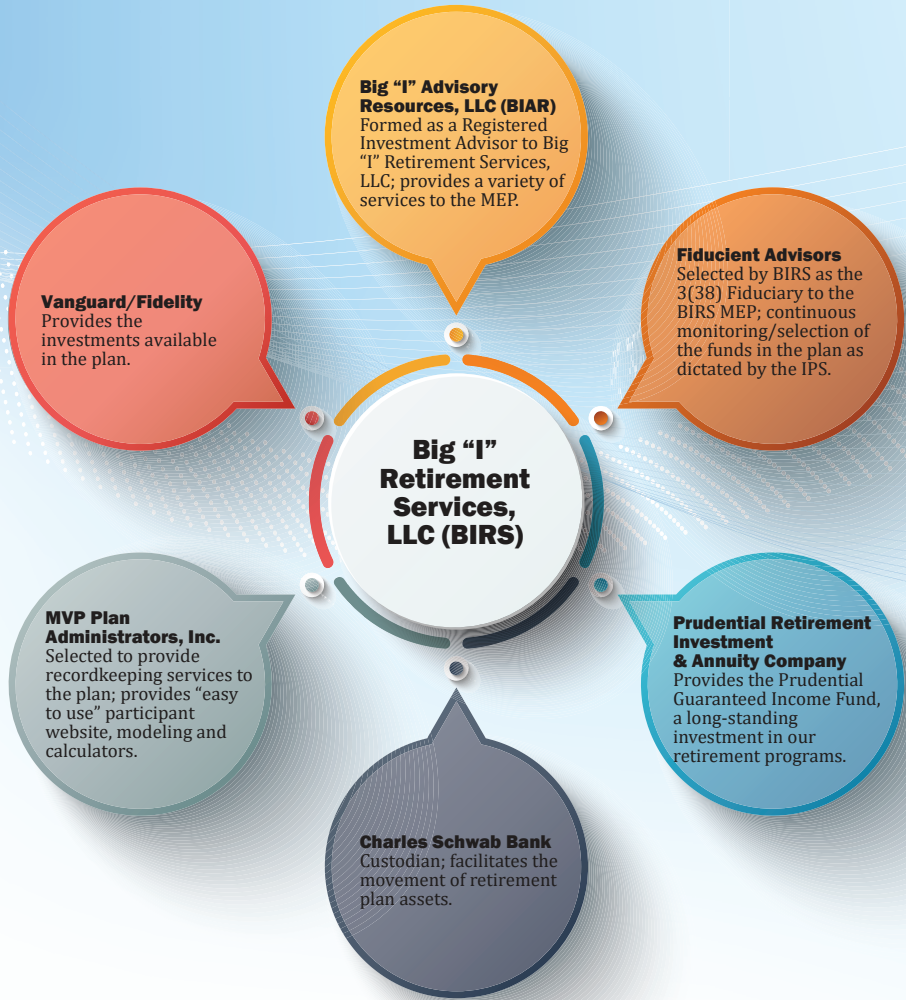 Big “I” Advisory
Resources, LLC (BIAR)
Formed as a Registered
Investment Advisor to Big
“I” Retirement Services,
LLC; provides a variety of
services to the MEP.
Vanguard/Fidelity
Provides the
investments available
in the plan.
Fiducient Advisors
Selected by BIRS as the
3(38) Fiduciary to the
BIRS MEP; continuous
monitoring/selection of
the funds in the plan as
dictated by the IPS.
Big “I”
Retirement
Services,
LLC (BIRS)
MVP Plan
Administrators, Inc.
Selected to provide
recordkeeping services to
the plan; provides “easy
to use” participant
website, modeling and
calculators.
Prudential Retirement
Investment
& Annuity Company
Provides the Prudential
Guaranteed Income Fund,
a long-standing
investment in our
retirement programs.
Charles Schwab Bank
Custodian; facilitates the
movement of retirement
plan assets.